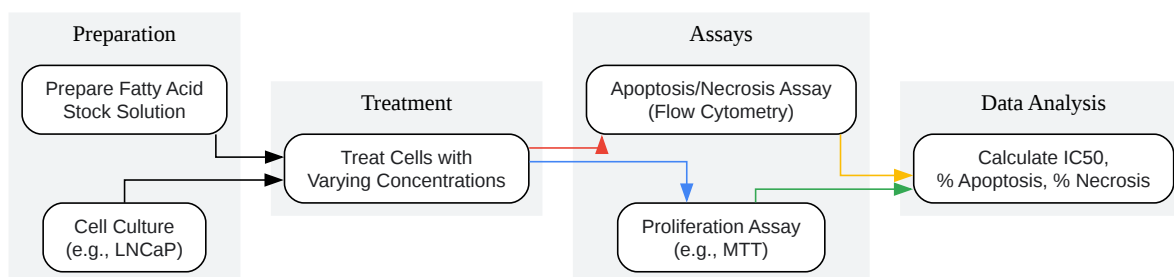 Preparation
Prepare Fatty Acid
Stock Solution
Cell Culture
(e.g., LNCaP)
Treatment
Treat Cells with
Varying Concentrations
Assays
Apoptosis/Necrosis Assay
(Flow Cytometry)
Proliferation Assay
(e.g., MTT)
Data Analysis
Calculate IC50,
% Apoptosis, % Necrosis